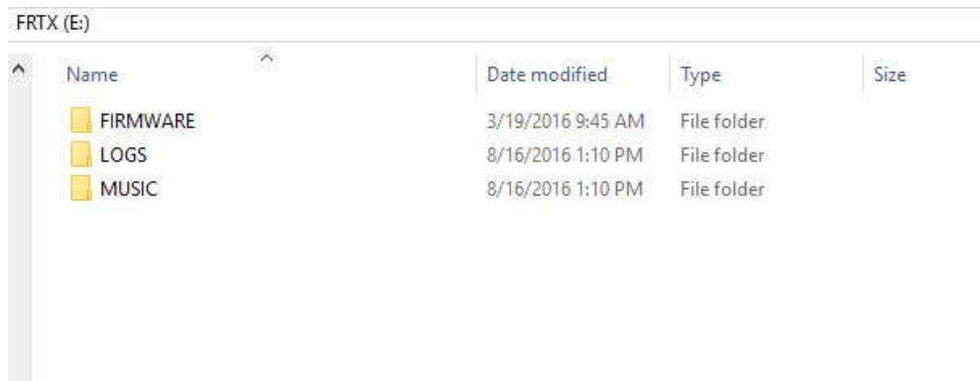 FRTX (E:)
Name Date modified Type Size
FIRMWARE 3/19/2016 9:45 AM File folder
LOGS 8/16/2016 1:10 PM File folder
MUSIC 8/16/2016 1:10 PM File folder